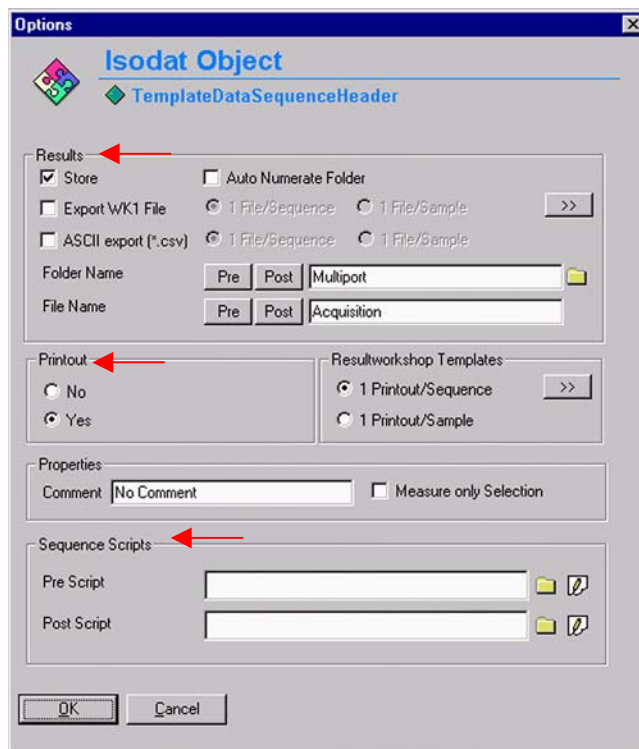 Options
Isodat Object
TemplateDataSequenceHeader
Results
Store Auto Numerate Folder
Export WK1 File 1 File/Sequence 1 File/Sample >>
ASCII export (*.csv) 1 File/Sequence 1 File/Sample
Folder Name Pre Post Multiport
File Name Pre Post Acquisition
Printout Resultworkshop Templates
No 1 Printout/Sequence >>
Yes 1 Printout/Sample
Properties
Comment No Comment Measure only Selection
Sequence Scripts
Pre Script
Post Script
OK Cancel